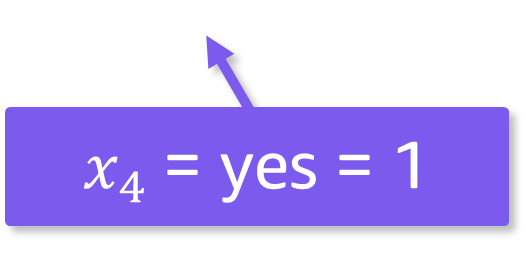 x₄ = yes = 1